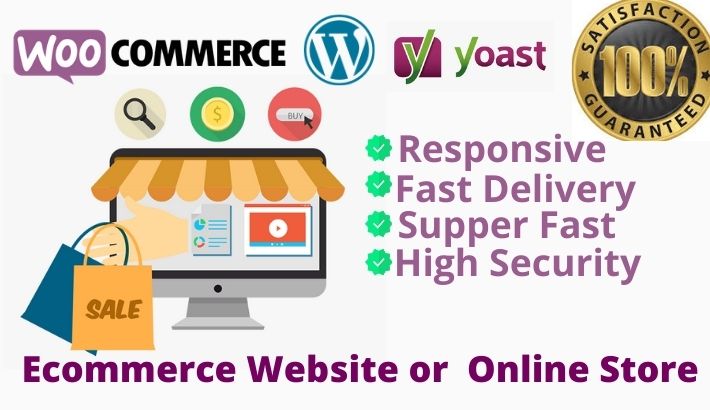 WOO COMMERCE
yoast
SATISFACTION
100%
GUARANTEED
$
BUY
Responsive
Fast Delivery
Supper Fast
High Security
SALE
Ecommerce Website or Online Store